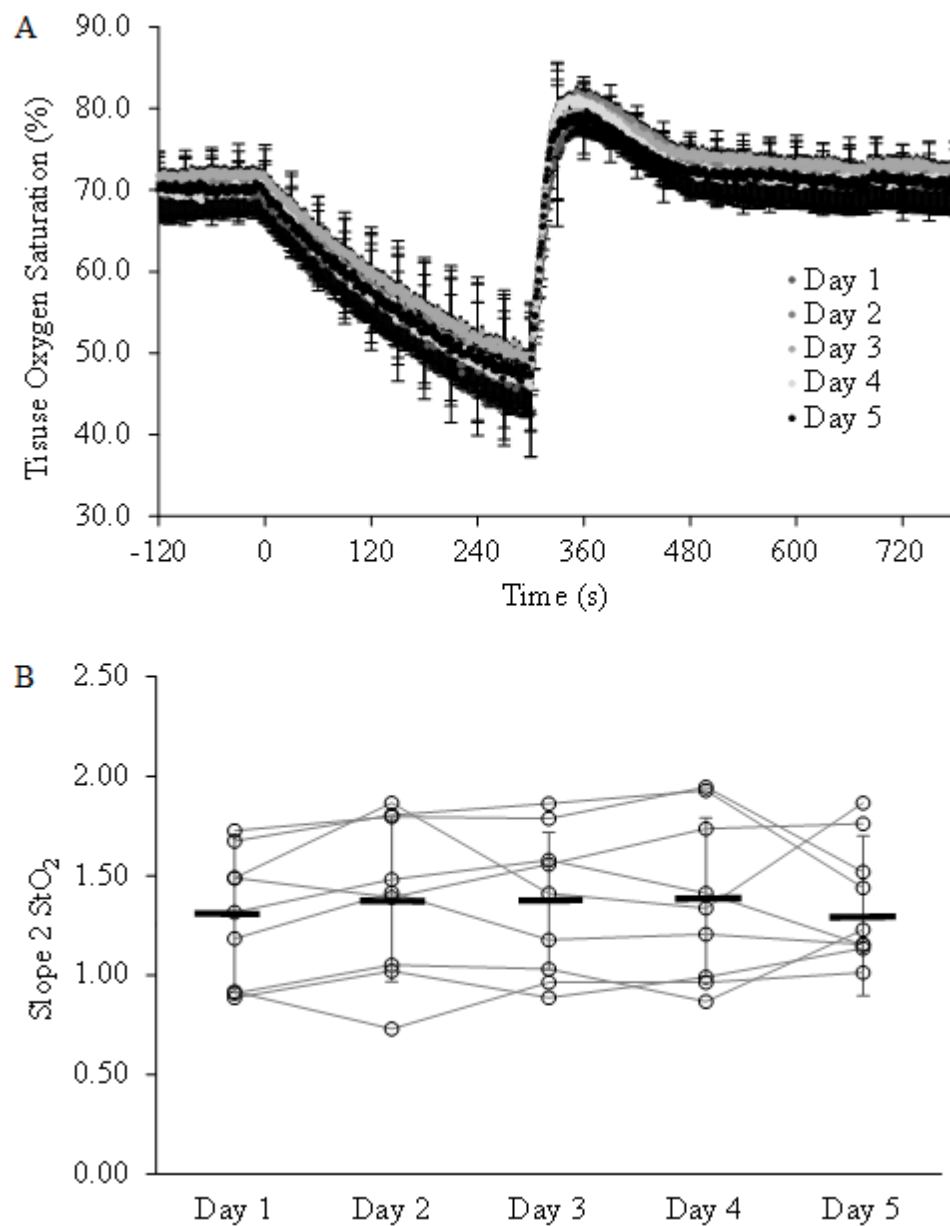 A
90.0
80.0
70.0
60.0
50.0
40.0
30.0
Tisuse Oxygen Saturation (%)
Day 1
Day 2
Day 3
Day 4
Day 5
-120 0 120 240 360 480 600 720
Time (s)
B
2.50
2.00
1.50
1.00
0.50
0.00
Slope 2 StO₂
Day 1 Day 2 Day 3 Day 4 Day 5